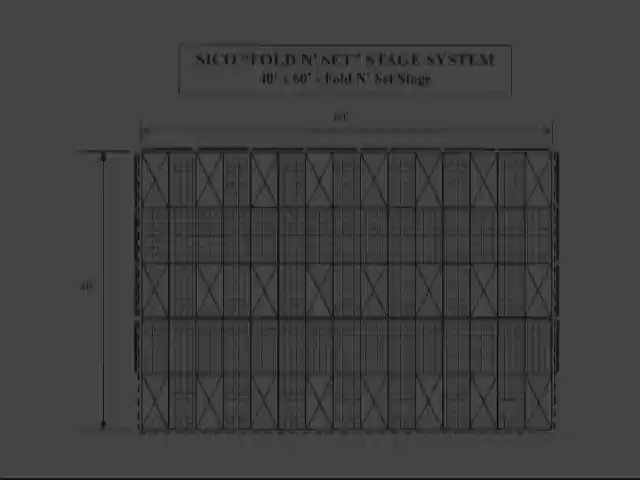 SICO "FOLD N' SET" STAGE SYSTEM
40' x 60' - Fold N' Set Stage
60'
40'